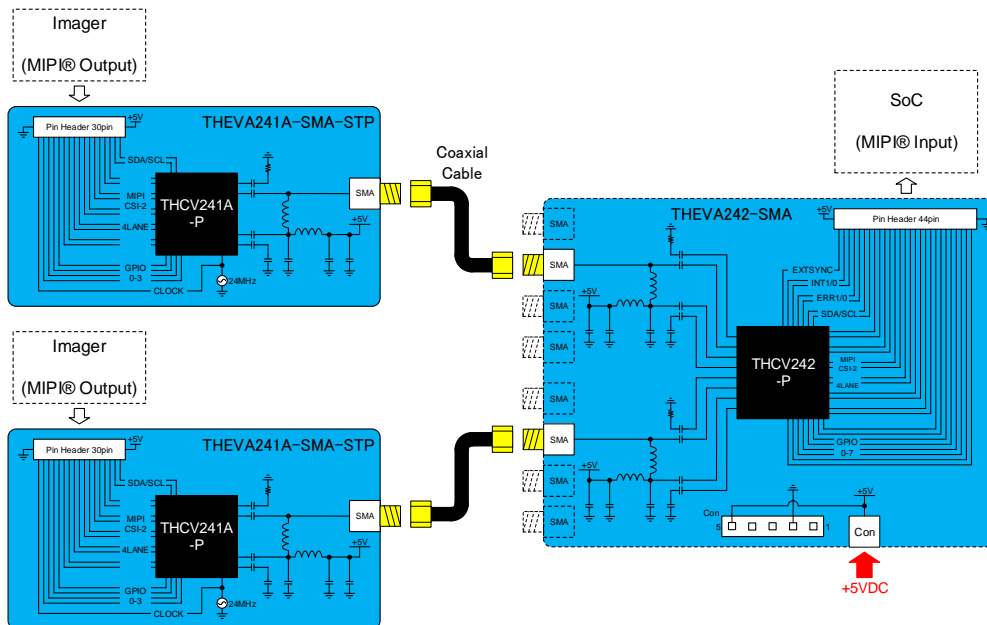 Imager
(MIPI® Output)
THEVA241A-SMA-STP
Pin Header 30pin
+5V
SDA/SCL
MIPI
CSI-2
4LANE
GPIO
0-3
CLOCK
THCV241A
-P
24MHz
+5V
SMA
Coaxial
Cable
Imager
(MIPI® Output)
THEVA241A-SMA-STP
Pin Header 30pin
+5V
SDA/SCL
MIPI
CSI-2
4LANE
GPIO
0-3
CLOCK
THCV241A
-P
24MHz
+5V
SMA
SoC
(MIPI® Input)
THEVA242-SMA
+5V
Pin Header 44pin
SMA
SMA
SMA
SMA
SMA
SMA
SMA
SMA
+5V
+5V
EXTSYNC
INT1/0
ERR1/0
SDA/SCL
MIPI
CSI-2
4LANE
GPIO
0-7
THCV242
-P
Con
5
1
+5V
Con
+5VDC